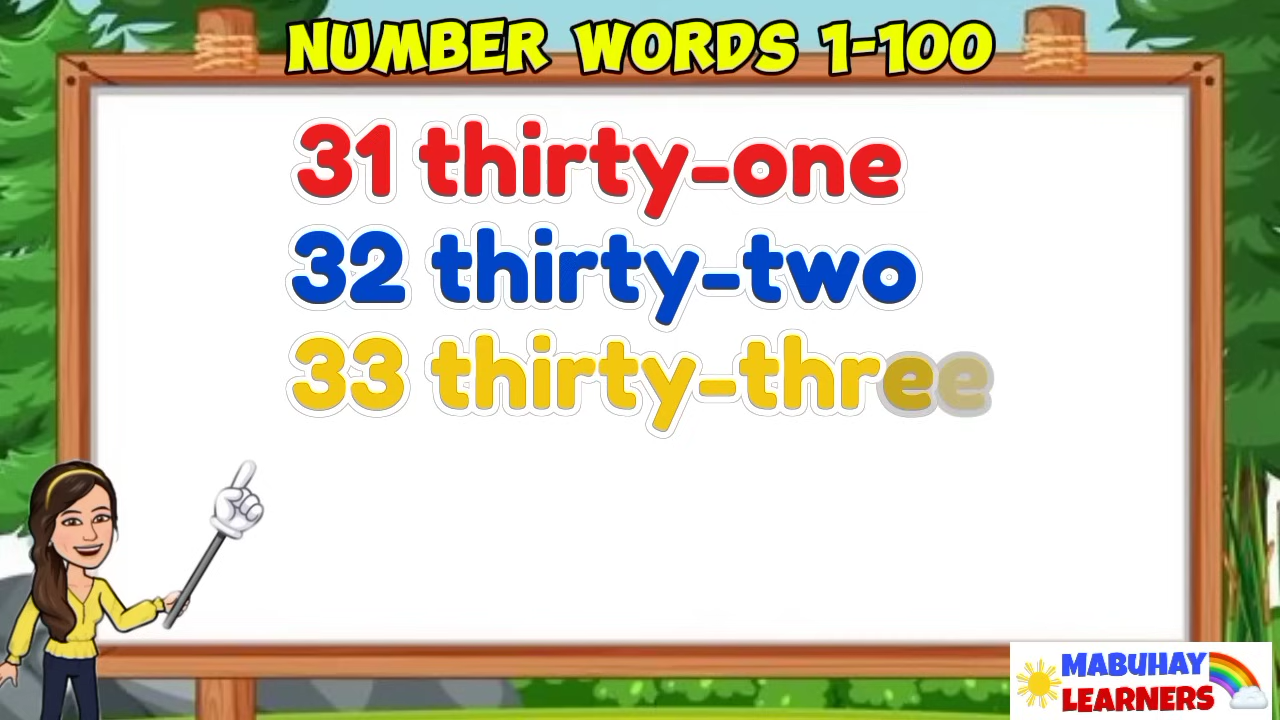 NUMBER WORDS 1-100
31 thirty-one
32 thirty-two
33 thirty-three
MABUHAY
LEARNERS